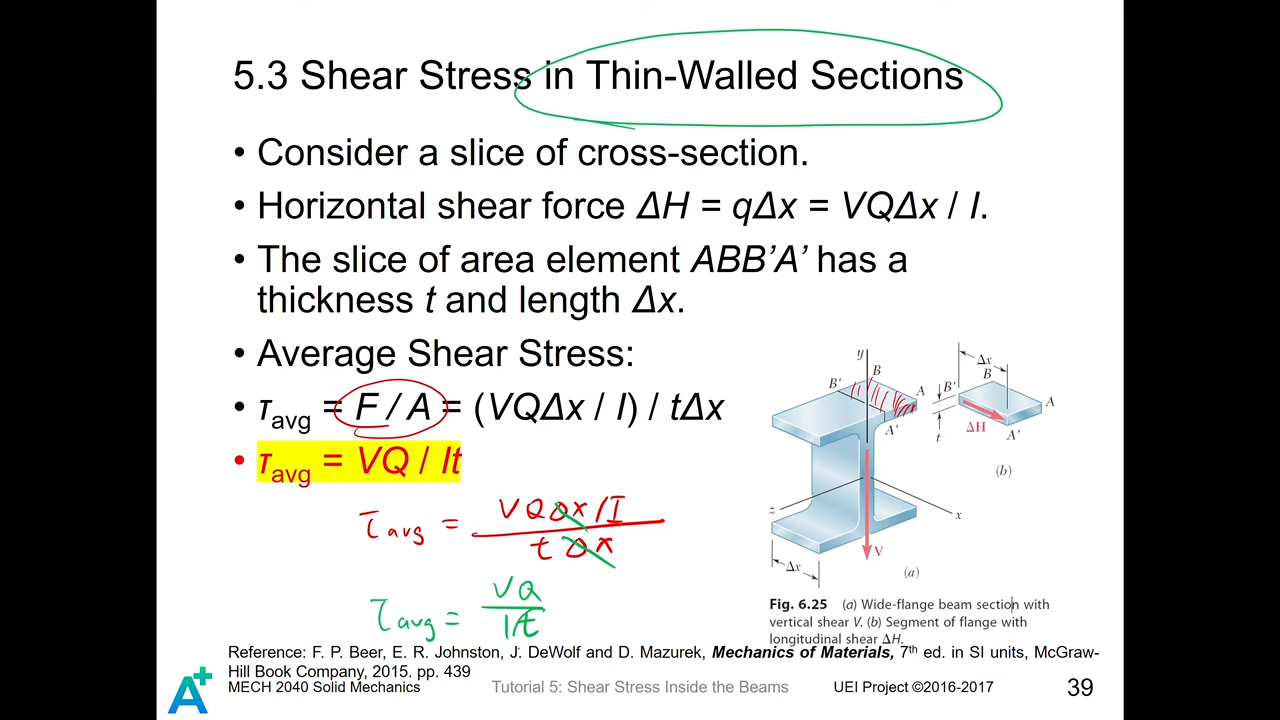 5.3 Shear Stress in Thin-Walled Sections
• Consider a slice of cross-section.
• Horizontal shear force ΔH = qΔx = VQΔx / I.
• The slice of area element ABB’A’ has a
thickness t and length Δx.
• Average Shear Stress:
• τavg = F / A = (VQΔx / I) / tΔx
• τavg = VQ / It
τavg = VQΔx/I
tΔx
τavg = VQ
It
y
B'
B
A
A'
z
x
V
Δx
(a)
Δx
B
B'
A
t
ΔH
A'
(b)
Fig. 6.25 (a) Wide-flange beam section with
vertical shear V. (b) Segment of flange with
longitudinal shear ΔH.
Reference: F. P. Beer, E. R. Johnston, J. DeWolf and D. Mazurek, Mechanics of Materials, 7th ed. in SI units, McGraw-
Hill Book Company, 2015. pp. 439
A+
MECH 2040 Solid Mechanics
Tutorial 5: Shear Stress Inside the Beams
UEI Project ©2016-2017
39